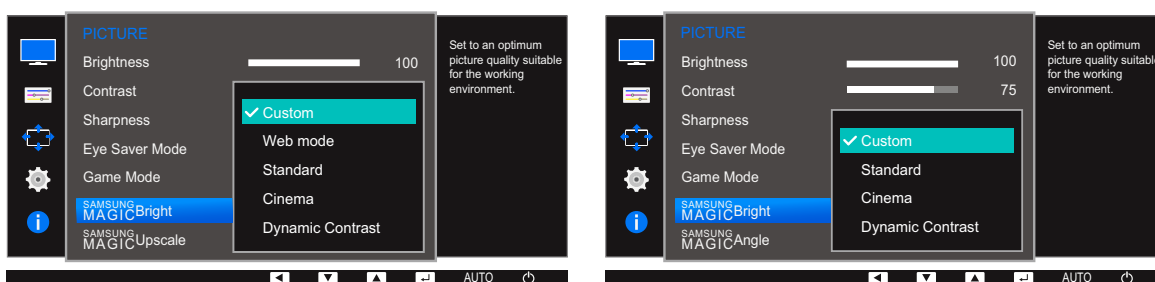 PICTURE
Brightness 100
Contrast
Sharpness
Eye Saver Mode
Game Mode
SAMSUNG
MAGICBright
SAMSUNG
MAGICUpscale
Custom
Web mode
Standard
Cinema
Dynamic Contrast
Set to an optimum
picture quality suitable
for the working
environment.
AUTO
PICTURE
Brightness 100
Contrast 75
Sharpness
Eye Saver Mode
Game Mode
SAMSUNG
MAGICBright
SAMSUNG
MAGICAngle
Custom
Standard
Cinema
Dynamic Contrast
Set to an optimum
picture quality suitable
for the working
environment.
AUTO